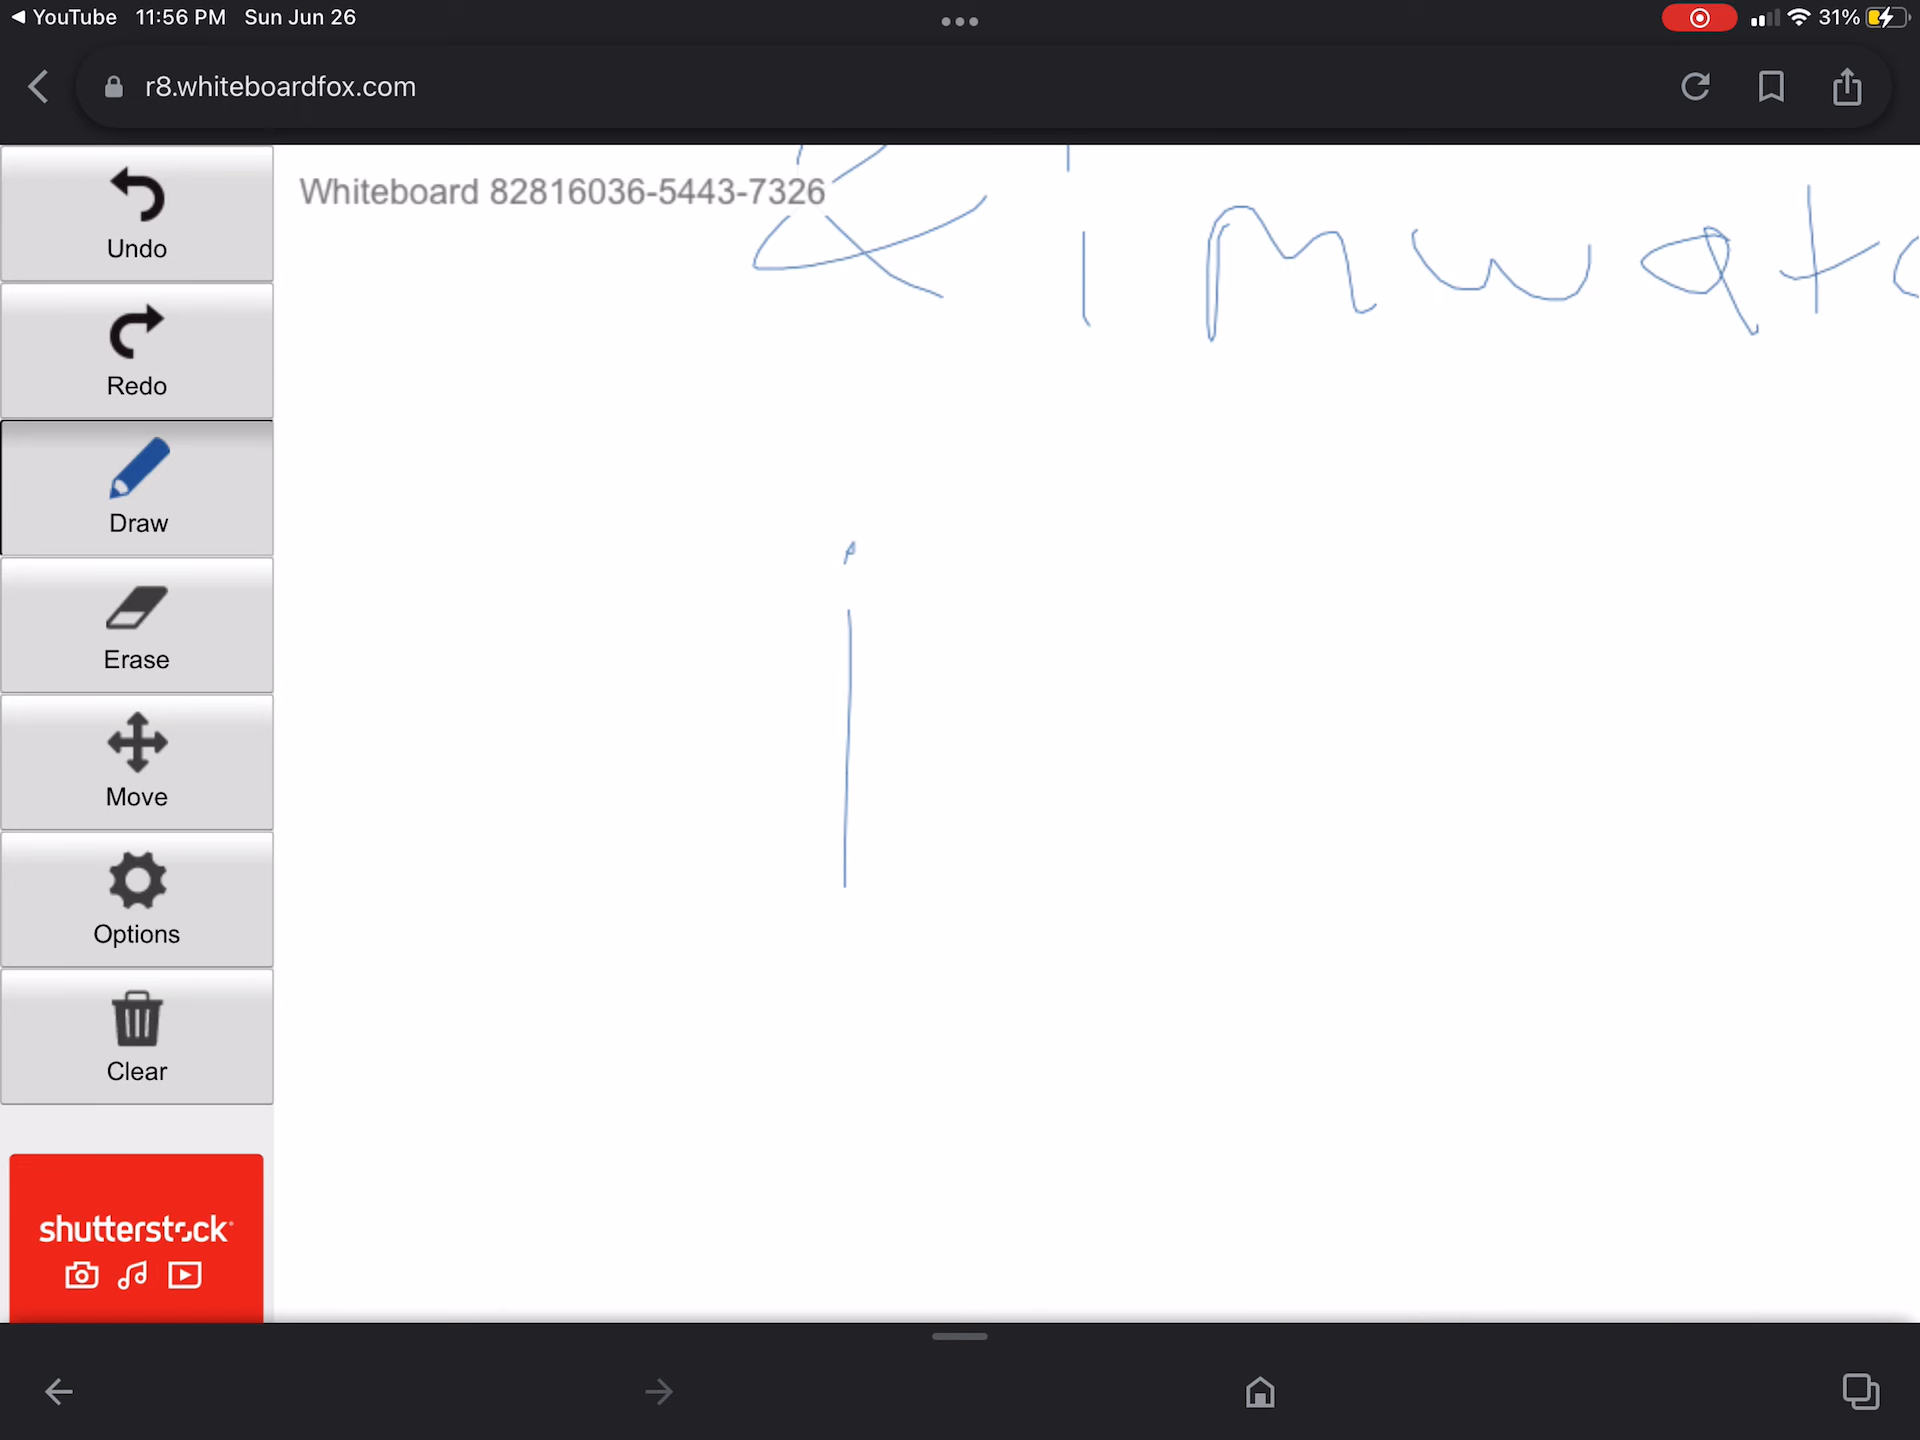 YouTube 11:56 PM Sun Jun 26 31%
r8.whiteboardfox.com
Whiteboard 82816036-5443-7326
Undo
Redo
Draw
i
Erase
Move
Options
Clear
shutterstock